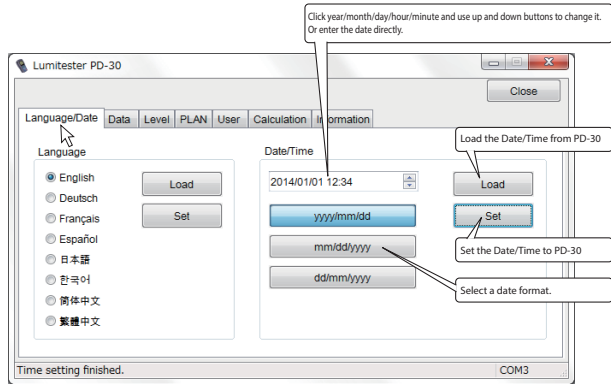 Click year/month/day/hour/minute and use up and down buttons to change it.
Or enter the date directly.
Lumitester PD-30
Close
Language/Date Data Level PLAN User Calculation Information
Load the Date/Time from PD-30
Language
Date/Time
English
Deutsch
Français
Español
日本語
한국어
简体中文
繁體中文
Load
Set
2014/01/01 12:34
yyyy/mm/dd
mm/dd/yyyy
dd/mm/yyyy
Load
Set
Set the Date/Time to PD-30
Select a date format.
Time setting finished.
COM3